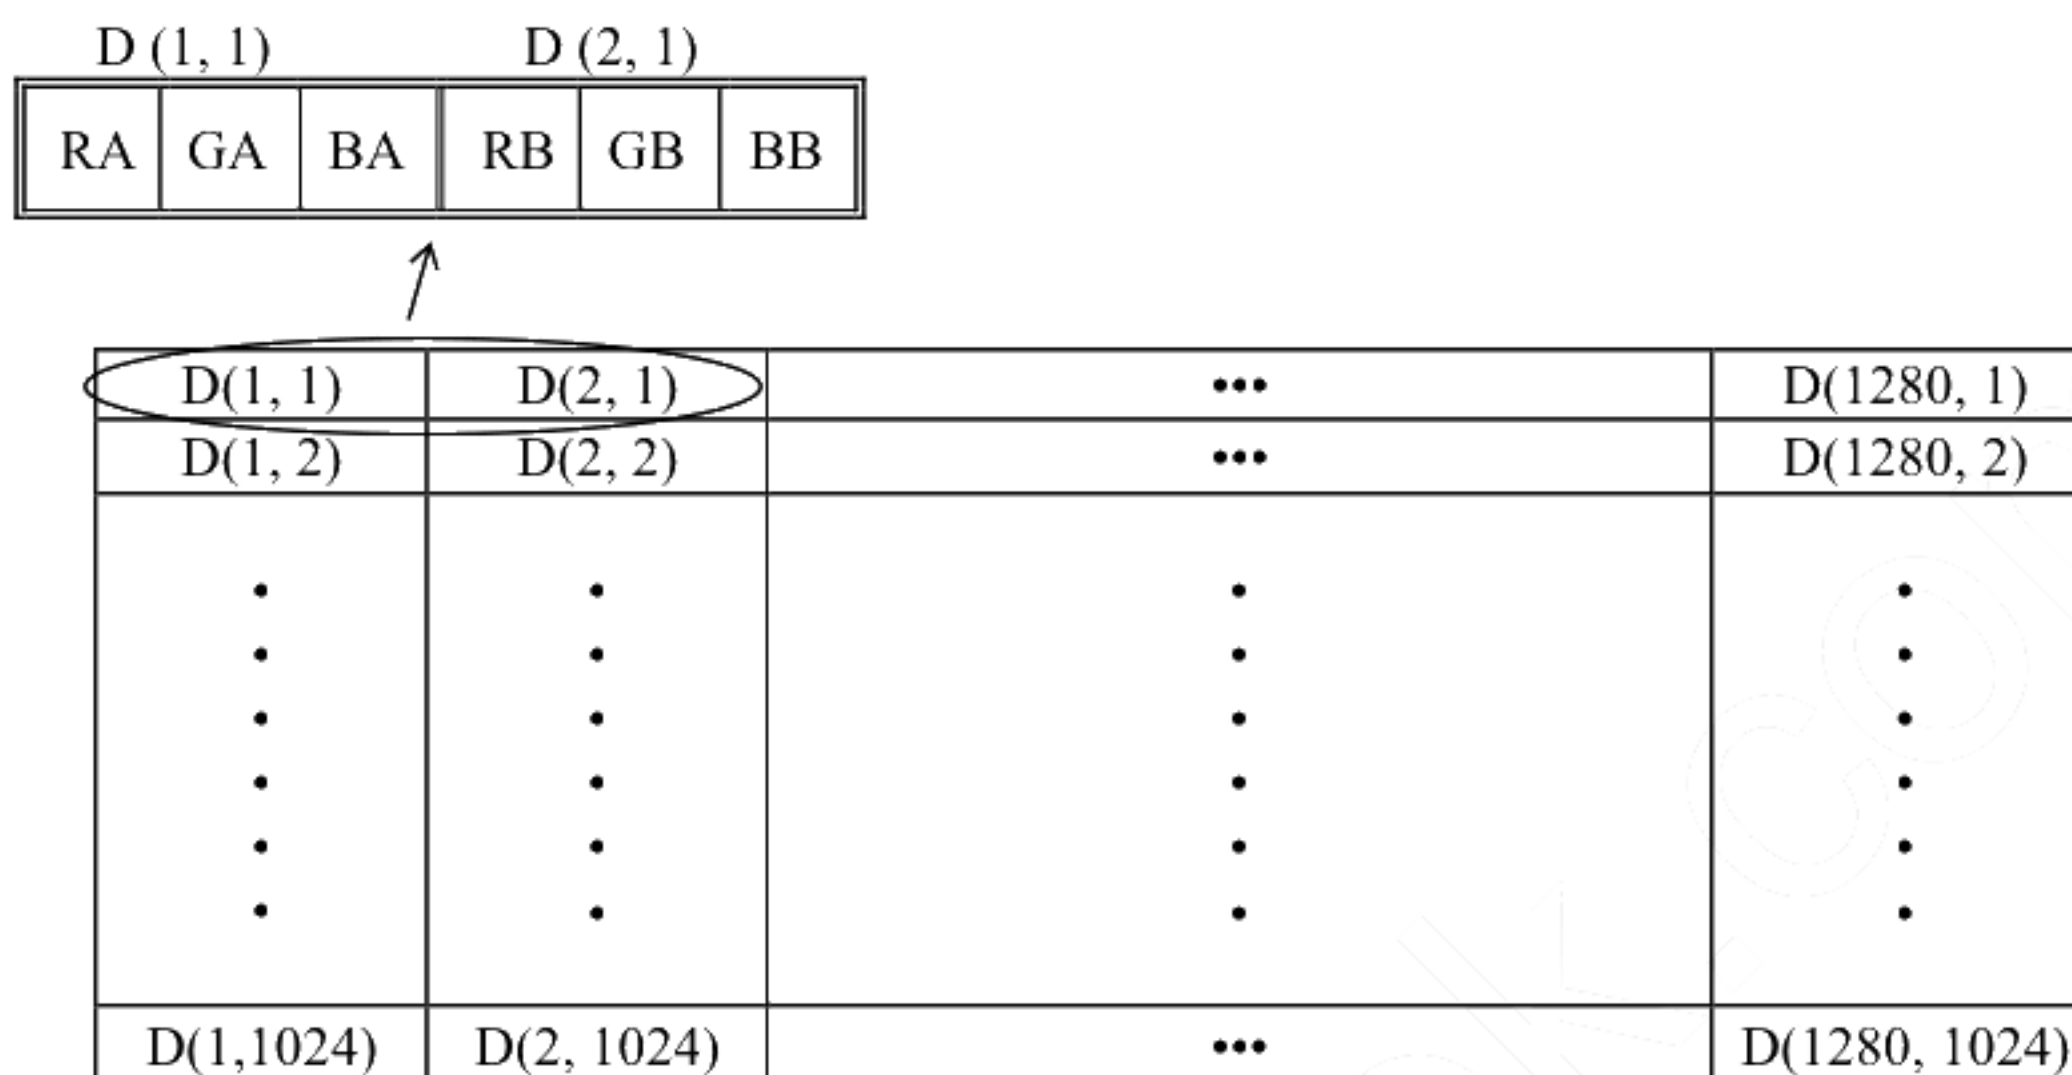 D (1, 1) D (2, 1)
RA GA BA RB GB BB
D(1, 1) D(2, 1) ••• D(1280, 1)
D(1, 2) D(2, 2) ••• D(1280, 2)
D(1,1024) D(2, 1024) ••• D(1280, 1024)